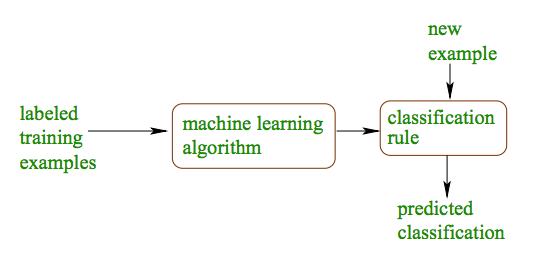 new
example
labeled
training
examples
machine learning
algorithm
classification
rule
predicted
classification